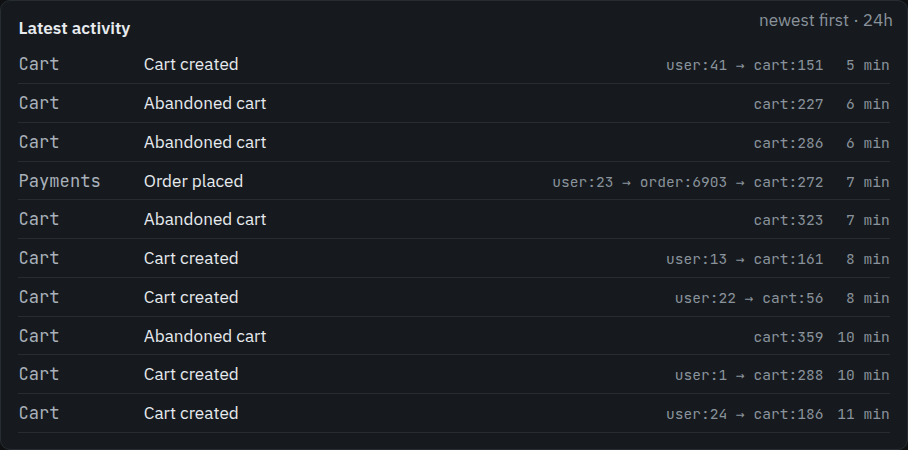 Latest activity newest first · 24h
Cart Cart created user:41 → cart:151 5 min
Cart Abandoned cart cart:227 6 min
Cart Abandoned cart cart:286 6 min
Payments Order placed user:23 → order:6903 → cart:272 7 min
Cart Abandoned cart cart:323 7 min
Cart Cart created user:13 → cart:161 8 min
Cart Cart created user:22 → cart:56 8 min
Cart Abandoned cart cart:359 10 min
Cart Cart created user:1 → cart:288 10 min
Cart Cart created user:24 → cart:186 11 min